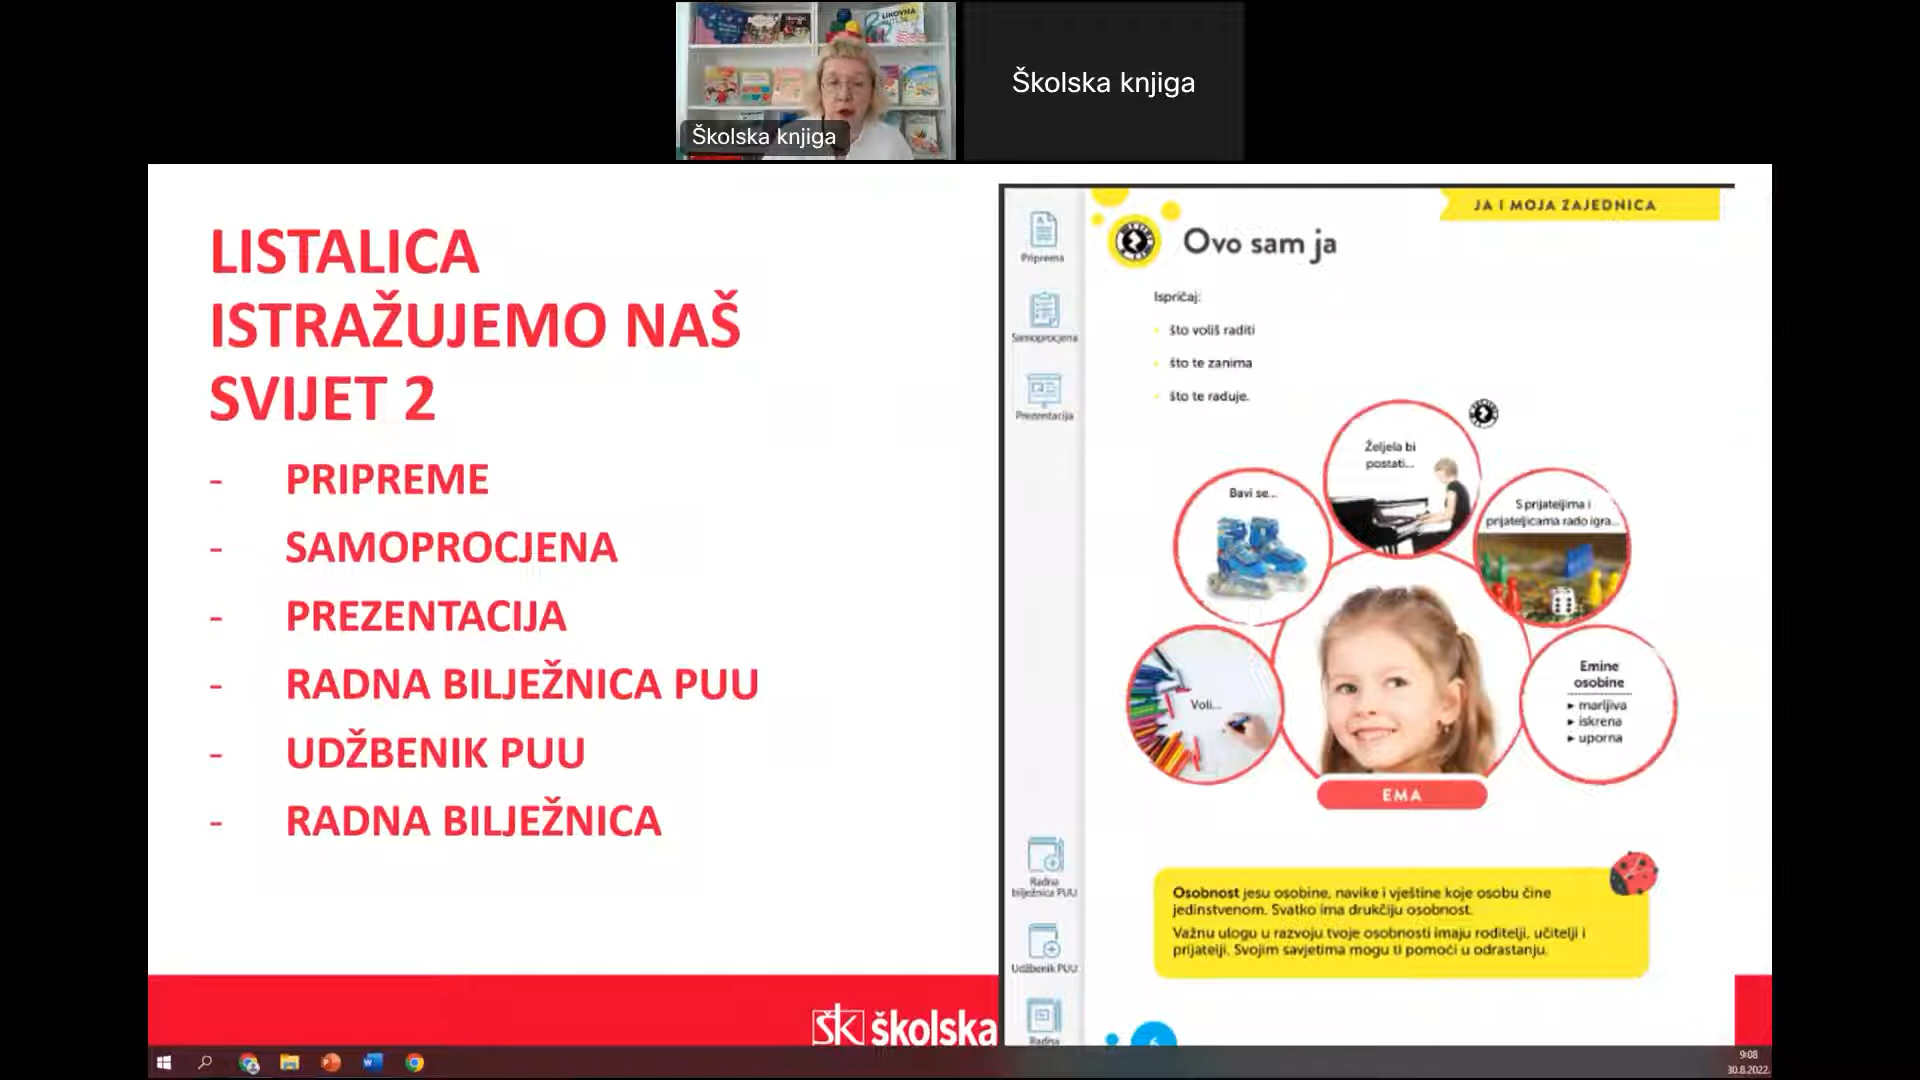 LIKOVNA
Školska knjiga
Školska knjiga
LISTALICA
ISTRAŽUJEMO NAŠ
SVIJET 2
- PRIPREME
- SAMOPROCJENA
- PREZENTACIJA
- RADNA BILJEŽNICA PUU
- UDŽBENIK PUU
- RADNA BILJEŽNICA
šk školska
Priprema
Samoprocjena
Prezentacija
Radna
bilježnica PUU
Udžbenik PUU
Radna
JA I MOJA ZAJEDNICA
Ovo sam ja
Ispričaj:
• što voliš raditi
• što te zanima
• što te raduje.
Željela bi
postati...
Bavi se...
S prijateljima i
prijateljicama rado igra...
Voli...
Emine
osobine
▸ marljiva
▸ iskrena
▸ uporna
EMA
Osobnost jesu osobine, navike i vještine koje osobu čine
jedinstvenom. Svatko ima drukčiju osobnost.
Važnu ulogu u razvoju tvoje osobnosti imaju roditelji, učitelji i
prijatelji. Svojim savjetima mogu ti pomoći u odrastanju.
6
9:08
30.8.2022.